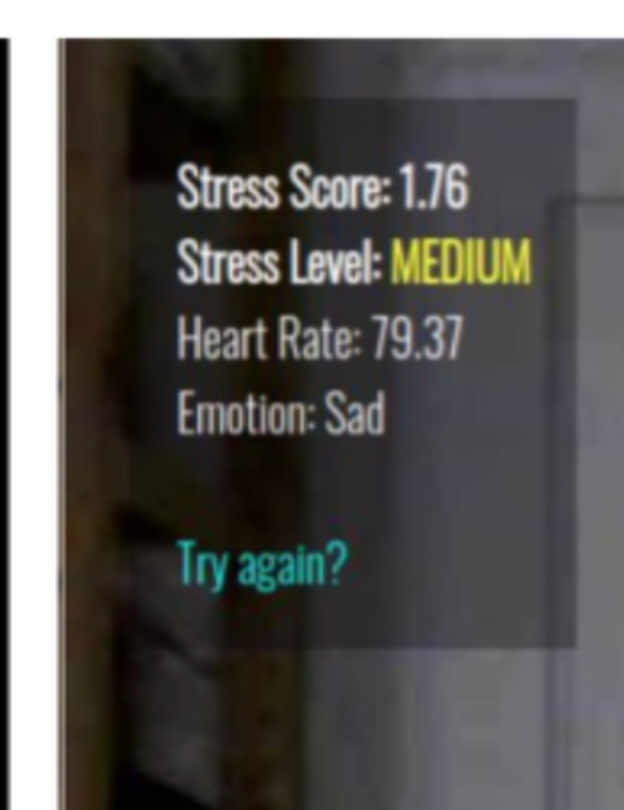 Stress Score: 1.76
Stress Level: MEDIUM
Heart Rate: 79.37
Emotion: Sad
Try again?